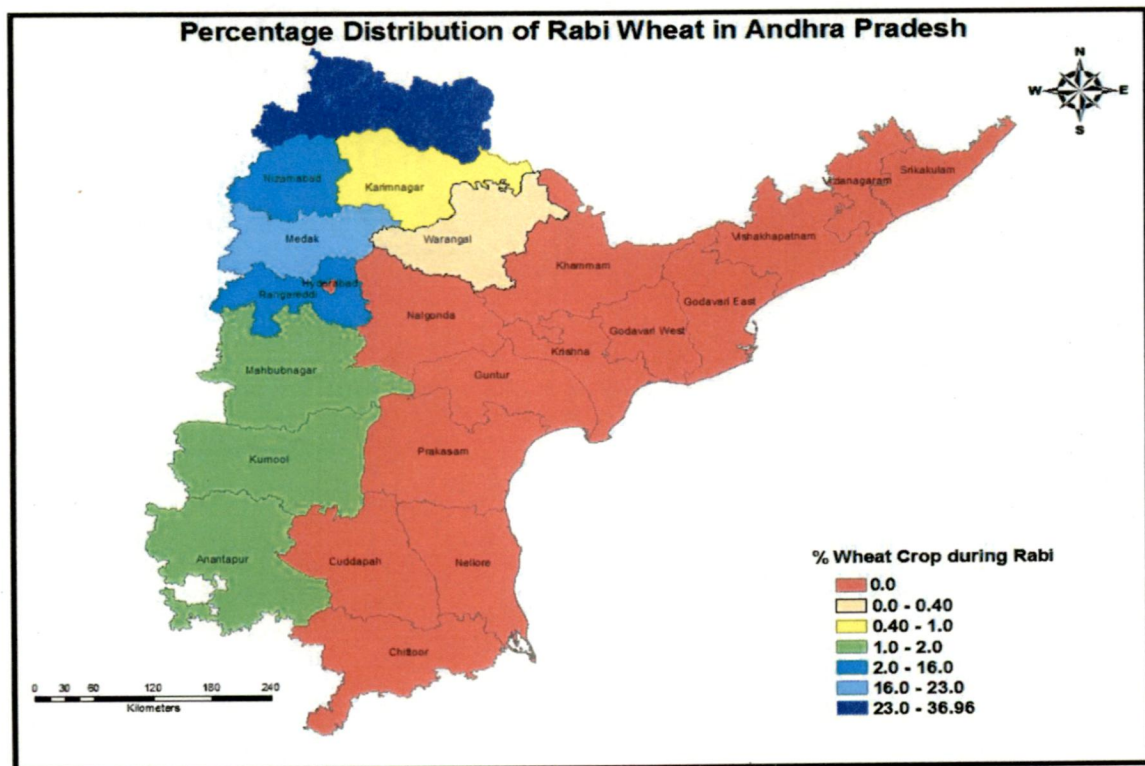 Percentage Distribution of Rabi Wheat in Andhra Pradesh
N
W E
S
Nizamabad
Karimnagar
Medak
Warangal
Hyderabad
Rangareddi
Nalgonda
Khammam
Vizianagaram
Srikakulam
Vishakhapatnam
Godavari East
Godavari West
Krishna
Guntur
Mahbubnagar
Prakasam
Kurnool
Anantapur
Cuddapah
Nellore
Chittoor
% Wheat Crop during Rabi
0.0
0.0 - 0.40
0.40 - 1.0
1.0 - 2.0
2.0 - 16.0
16.0 - 23.0
23.0 - 36.96
0 30 60 120 180 240
Kilometers